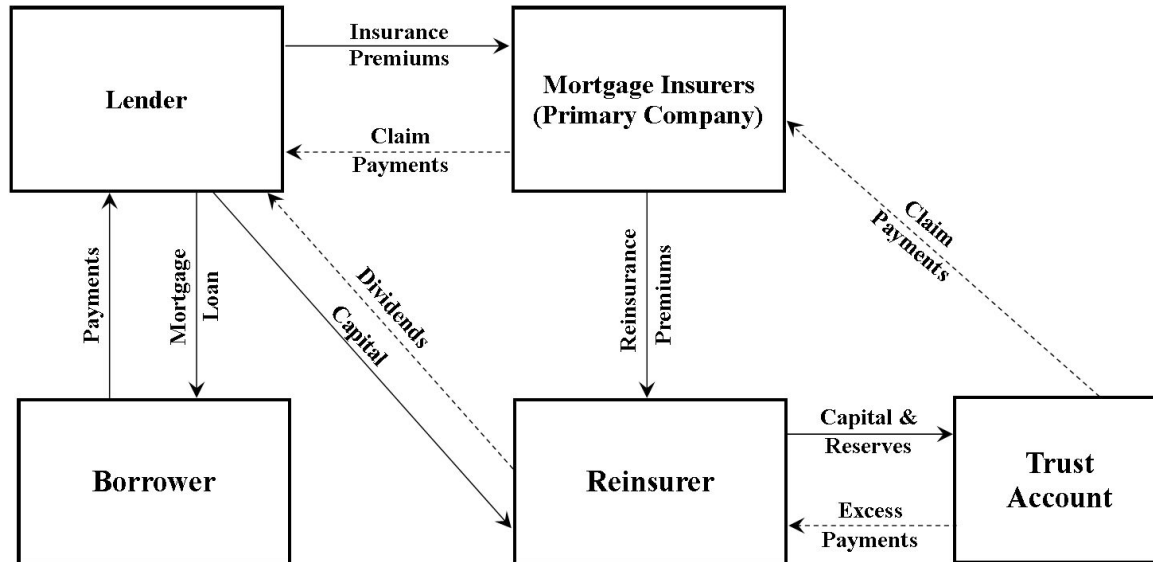 Lender
Insurance
Premiums
Mortgage Insurers
(Primary Company)
Claim
Payments
Payments
Mortgage
Loan
Dividends
Capital
Reinsurance
Premiums
Claim
Payments
Borrower
Reinsurer
Capital &
Reserves
Excess
Payments
Trust
Account